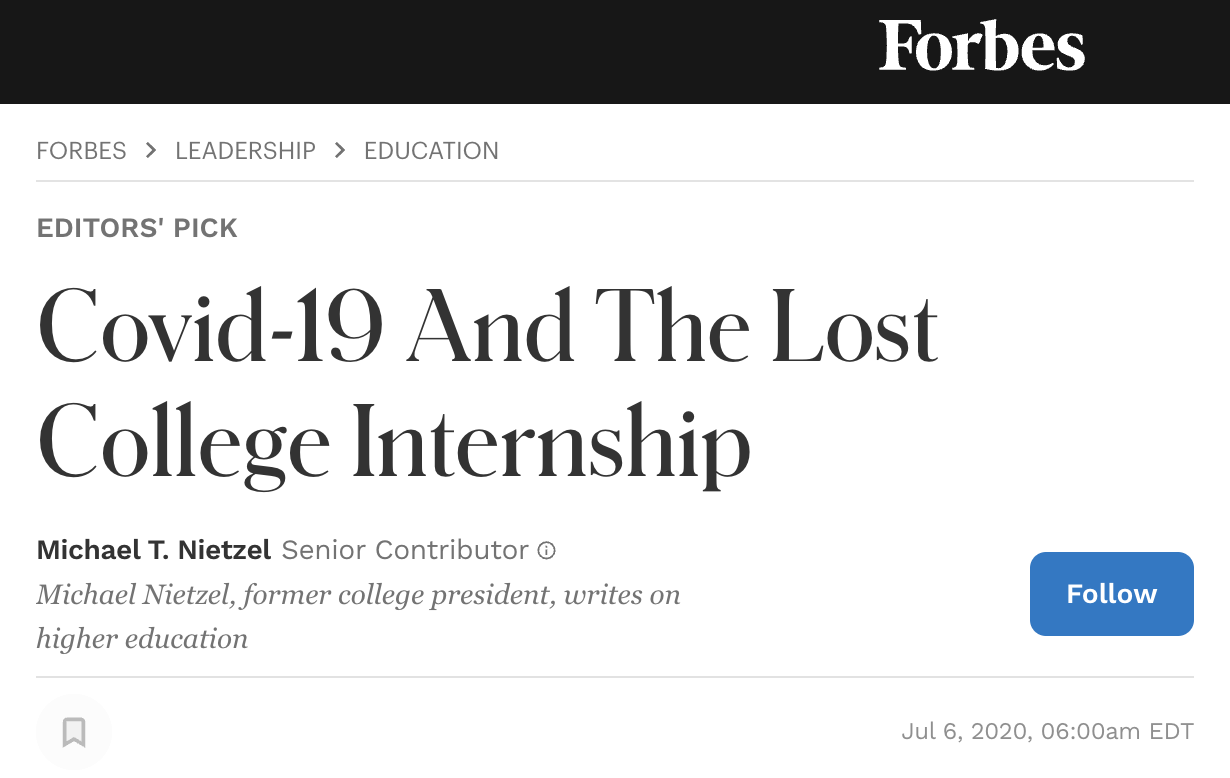 Forbes
FORBES > LEADERSHIP > EDUCATION
EDITORS' PICK
Covid-19 And The Lost
College Internship
Michael T. Nietzel Senior Contributor
Michael Nietzel, former college president, writes on
higher education
Follow
Jul 6, 2020, 06:00am EDT